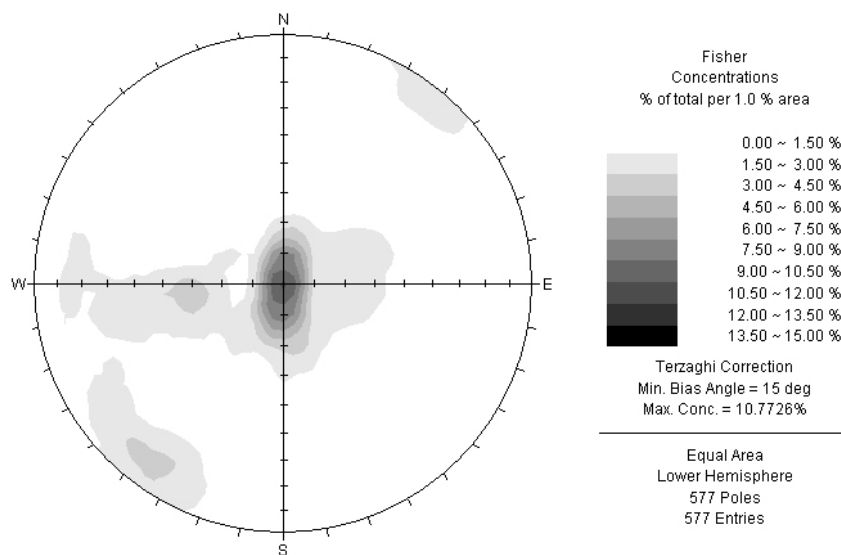 N
W
E
S
Fisher
Concentrations
% of total per 1.0 % area
0.00 ~ 1.50 %
1.50 ~ 3.00 %
3.00 ~ 4.50 %
4.50 ~ 6.00 %
6.00 ~ 7.50 %
7.50 ~ 9.00 %
9.00 ~ 10.50 %
10.50 ~ 12.00 %
12.00 ~ 13.50 %
13.50 ~ 15.00 %
Terzaghi Correction
Min. Bias Angle = 15 deg
Max. Conc. = 10.7726%
Equal Area
Lower Hemisphere
577 Poles
577 Entries